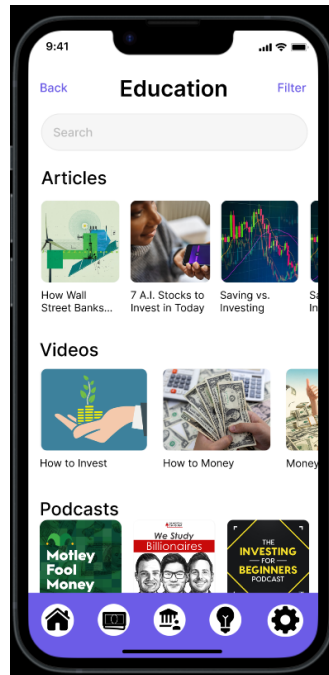 9:41
Back
Education
Filter
Search
Articles
How Wall
Street Banks...
7 A.I. Stocks to
Invest in Today
Saving vs.
Investing
Sa
In
Videos
How to Invest
How to Money
Money
Podcasts
Motley
Fool
Money
We Study
Billionaires
THE
INVESTING
FOR
BEGINNERS
PODCAST